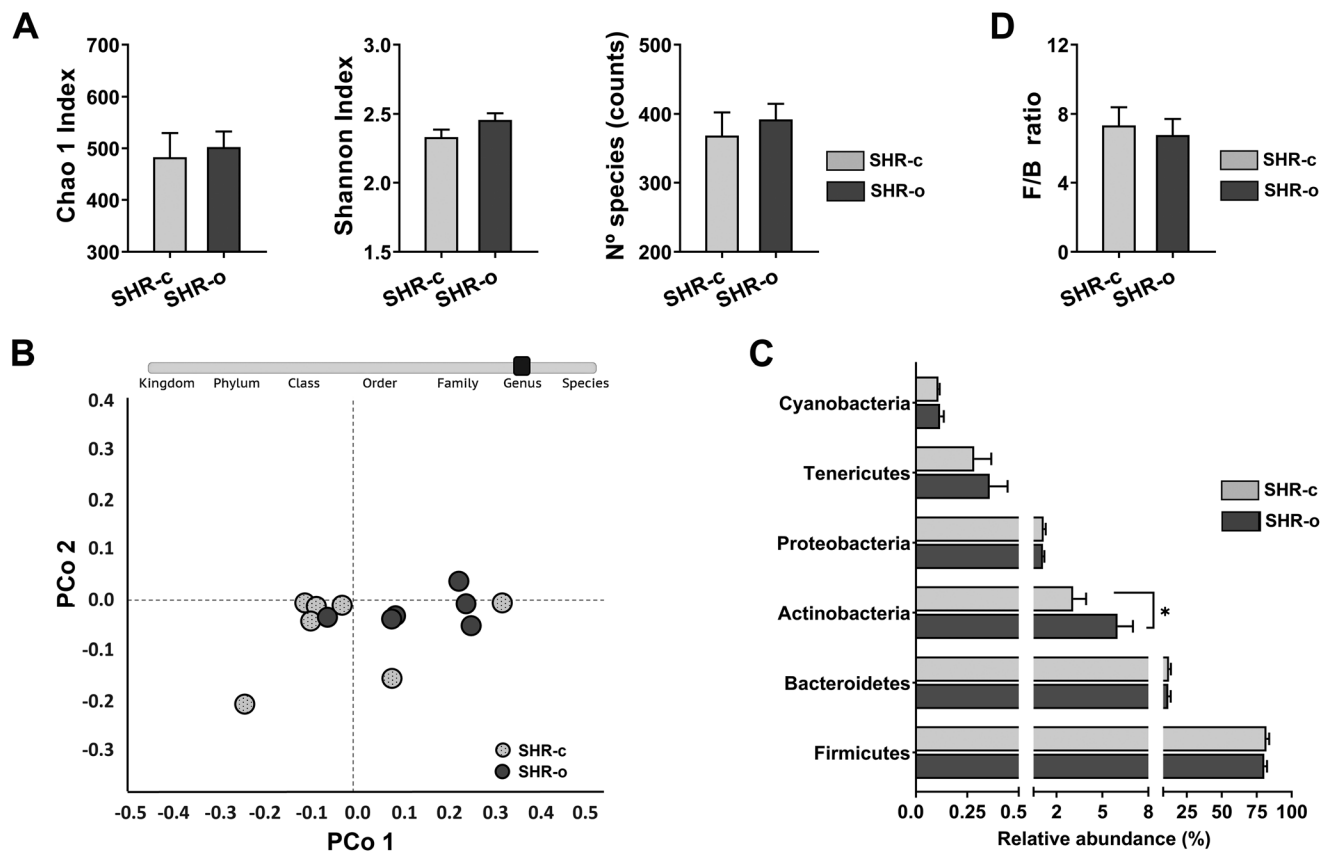 A
Chao 1 Index
700
600
500
400
300
SHR-c
SHR-o
Shannon Index
3.0
2.5
2.0
1.5
SHR-c
SHR-o
Nº species (counts)
500
400
300
200
SHR-c
SHR-o
SHR-c
SHR-o
D
F/B ratio
12
8
4
0
SHR-c
SHR-o
SHR-c
SHR-o
B
Kingdom Phylum Class Order Family Genus Species
PCo 2
0.4
0.3
0.2
0.1
0.0
-0.1
-0.2
-0.3
SHR-c
SHR-o
-0.5 -0.4 -0.3 -0.2 -0.1 0.0 0.1 0.2 0.3 0.4 0.5
PCo 1
C
Cyanobacteria
Tenericutes
Proteobacteria
Actinobacteria
*
Bacteroidetes
Firmicutes
SHR-c
SHR-o
0.0 0.25 0.5 2 5 8 25 50 75 100
Relative abundance (%)